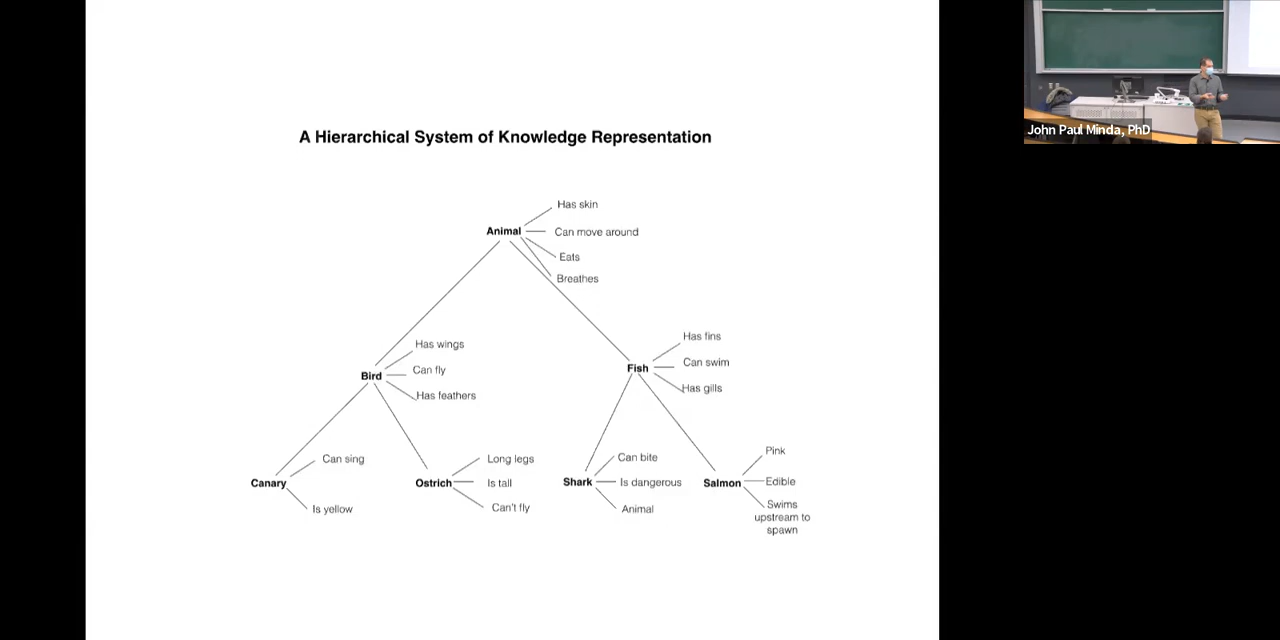 A Hierarchical System of Knowledge Representation
John Paul Minda, PhD
Has skin
Animal
Can move around
Eats
Breathes
Has wings
Bird
Can fly
Has feathers
Has fins
Fish
Can swim
Has gills
Can sing
Canary
Is yellow
Long legs
Ostrich
Is tall
Can't fly
Can bite
Shark
Is dangerous
Animal
Pink
Salmon
Edible
Swims
upstream to
spawn